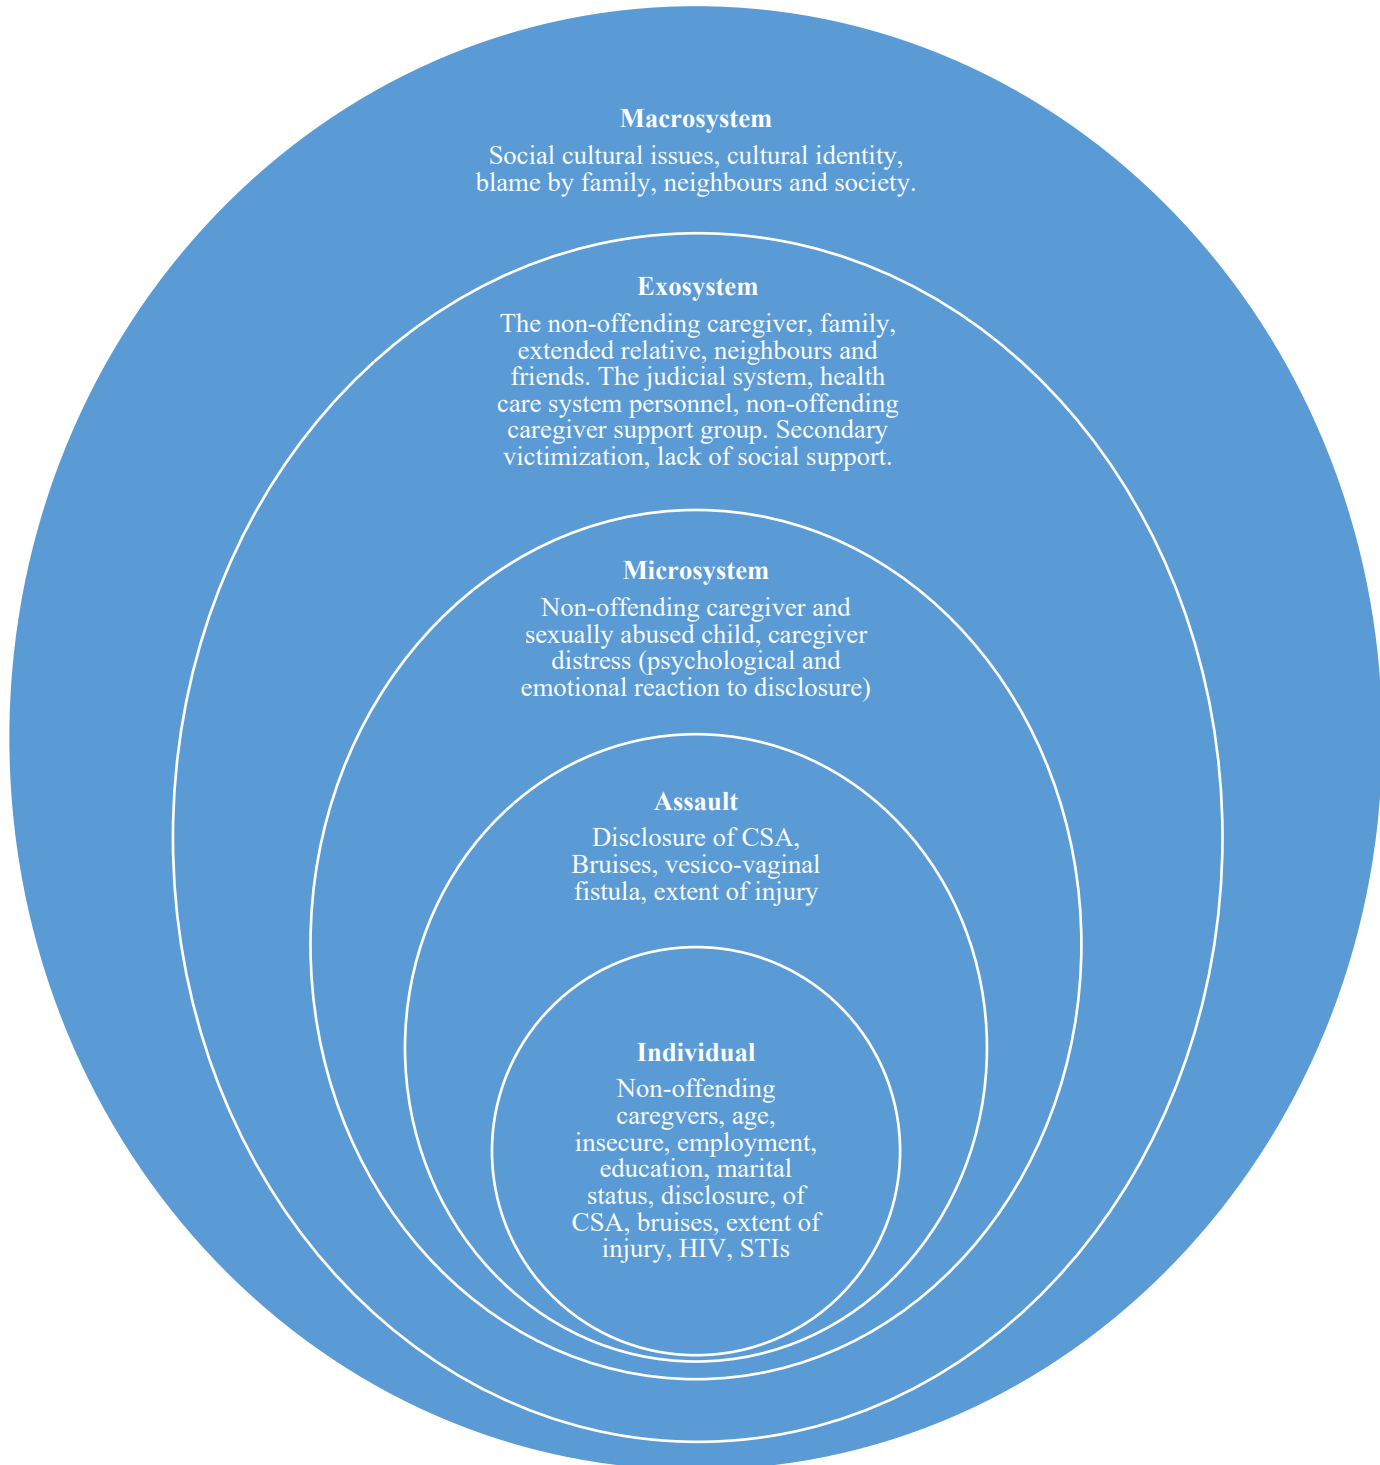 Macrosystem
Social cultural issues, cultural identity,
blame by family, neighbours and society.
Exosystem
The non-offending caregiver, family,
extended relative, neighbours and
friends. The judicial system, health
care system personnel, non-offending
caregiver support group. Secondary
victimization, lack of social support.
Microsystem
Non-offending caregiver and
sexually abused child, caregiver
distress (psychological and
emotional reaction to disclosure)
Assault
Disclosure of CSA,
Bruises, vesico-vaginal
fistula, extent of injury
Individual
Non-offending
caregvers, age,
insecure, employment,
education, marital
status, disclosure, of
CSA, bruises, extent of
injury, HIV, STIs